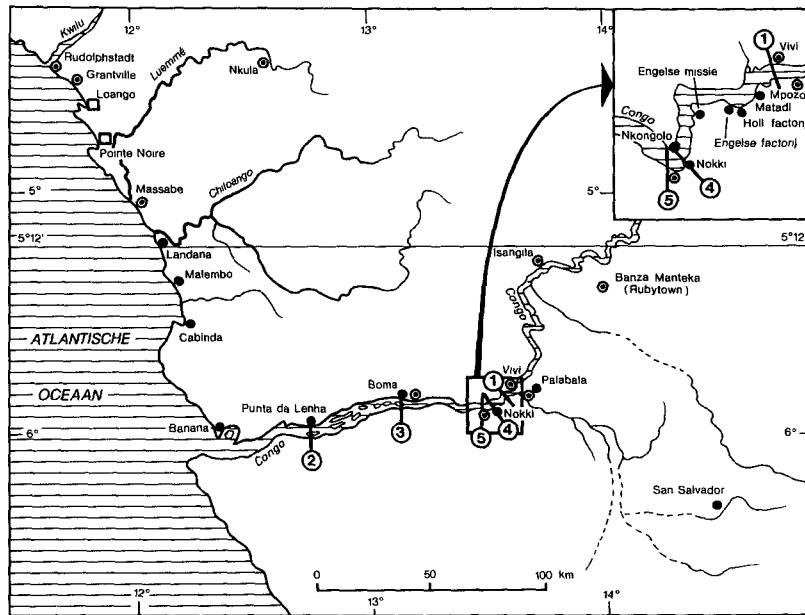 12°
14°
Kwilu
Rudolphstadt
Grantville
Loango
Luemmé
Nkula
Pointe Noire
Massabe
Chiloango
5°
5°
5°12'
5°12'
Landana
Malembo
Cabinda
ATLANTISCHE
OCEAAN
Isangila
Banza Manteka
(Rubytown)
Congo
Vivi
Palabala
Boma
Punta da Lenha
Banana
Nokki
Congo
1
2
3
4
5
6°
6°
San Salvador
0 50 100 km
12°
13°
14°
1
Vivi
Engelse missie
Mpozo
Matadi
Holl factorij
Engelse factorij
Congo
Nkongolo
Nokki
4
5